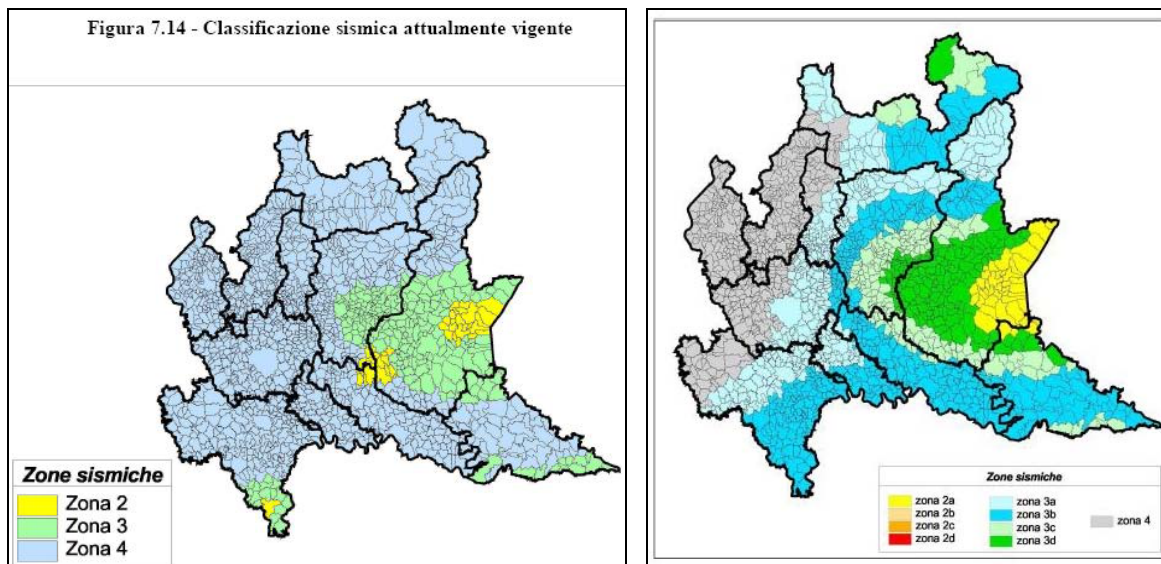 Figura 7.14 - Classificazione sismica attualmente vigente
Zone sismiche
Zona 2
Zona 3
Zona 4
Zone sismiche
zona 2a
zona 2b
zona 2c
zona 2d
zona 3a
zona 3b
zona 3c
zona 3d
zona 4